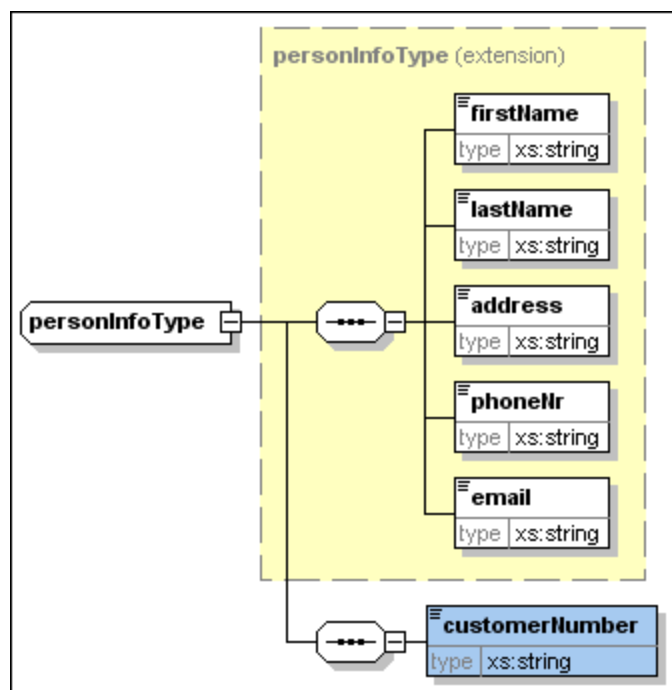 personInfoType (extension)
firstName
type xs:string
lastName
type xs:string
personInfoType
address
type xs:string
phoneNr
type xs:string
email
type xs:string
customerNumber
type xs:string